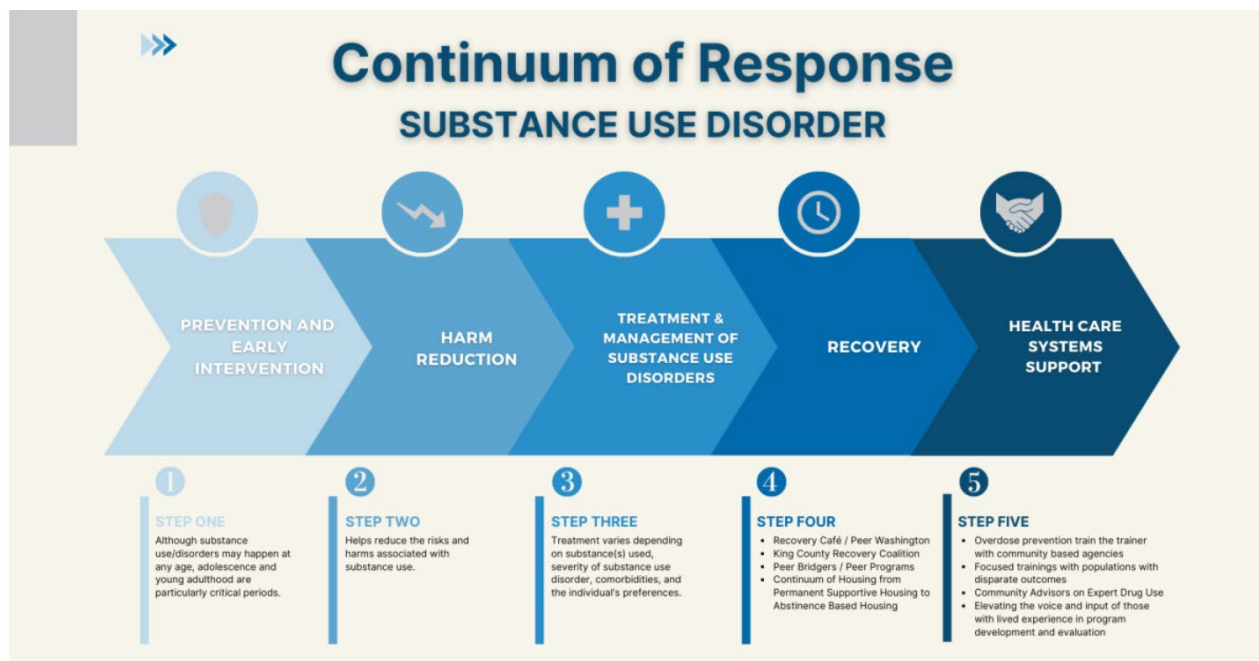 Continuum of Response
SUBSTANCE USE DISORDER
PREVENTION AND
EARLY
INTERVENTION
HARM
REDUCTION
TREATMENT &
MANAGEMENT OF
SUBSTANCE USE
DISORDERS
RECOVERY
HEALTH CARE
SYSTEMS
SUPPORT
1
STEP ONE
Although substance
use/disorders may happen at
any age, adolescence and
young adulthood are
particularly critical periods.
2
STEP TWO
Helps reduce the risks and
harms associated with
substance use.
3
STEP THREE
Treatment varies depending
on substance(s) used,
severity of substance use
disorder, comorbidities, and
the individual's preferences.
4
STEP FOUR
• Recovery Café / Peer Washington
• King County Recovery Coalition
• Peer Bridgers / Peer Programs
• Continuum of Housing from
Permanent Supportive Housing to
Abstinence Based Housing
5
STEP FIVE
• Overdose prevention train the trainer
with community based agencies
• Focused trainings with populations with
disparate outcomes
• Community Advisors on Expert Drug Use
• Elevating the voice and input of those
with lived experience in program
development and evaluation